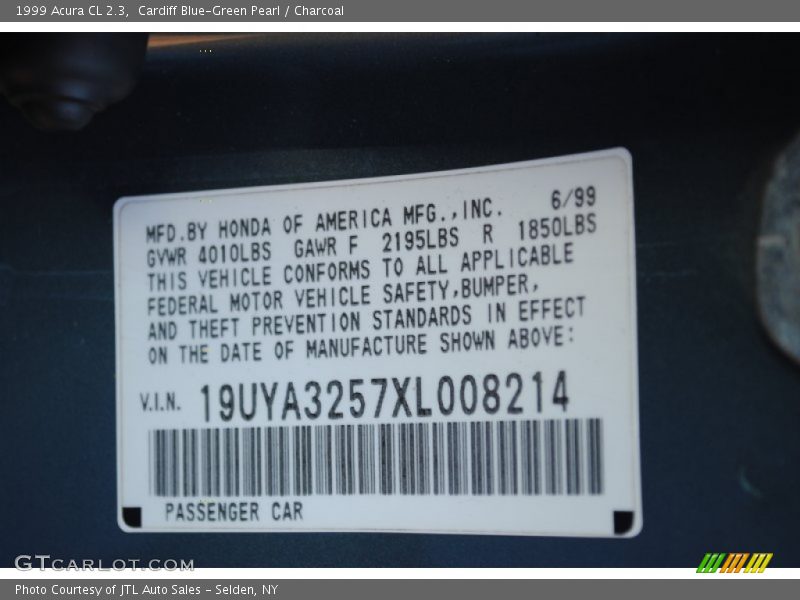 1999 Acura CL 2.3,  Cardiff Blue-Green Pearl / Charcoal
MFD.BY HONDA OF AMERICA MFG.,INC. 6/99
GVWR 4010LBS GAWR F 2195LBS R 1850LBS
THIS VEHICLE CONFORMS TO ALL APPLICABLE
FEDERAL MOTOR VEHICLE SAFETY,BUMPER,
AND THEFT PREVENTION STANDARDS IN EFFECT
ON THE DATE OF MANUFACTURE SHOWN ABOVE:
V.I.N. 19UYA3257XL008214
PASSENGER CAR
GTCARLOT.COM
Photo Courtesy of JTL Auto Sales - Selden, NY